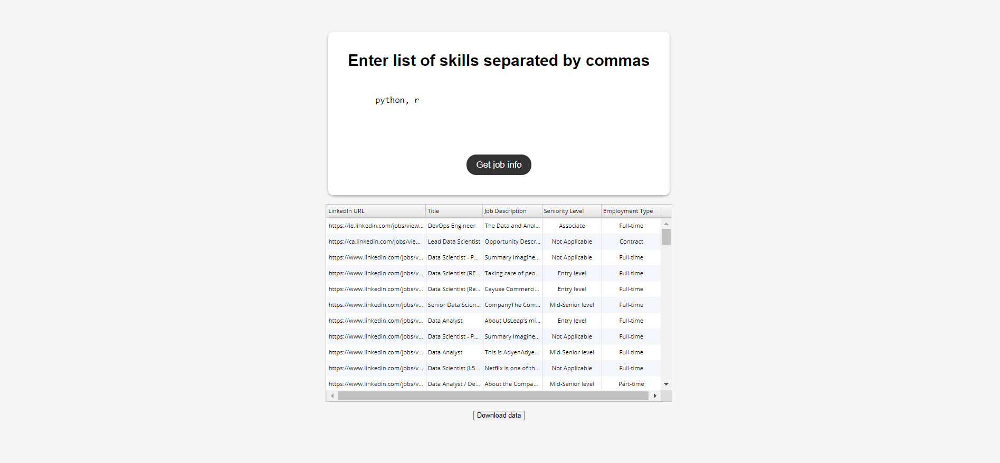 Enter list of skills separated by commas
python, r
Get job info
LinkedIn URL Title Job Description Seniority Level Employment Type
https://ie.linkedin.com/jobs/view... DevOps Engineer The Data and Anal... Associate Full-time
https://ca.linkedin.com/jobs/vie... Lead Data Scientist Opportunity Descr... Not Applicable Contract
https://www.linkedin.com/jobs/v... Data Scientist - P... Summary Imagine... Not Applicable Full-time
https://www.linkedin.com/jobs/v... Data Scientist (RE... Taking care of peo... Entry level Full-time
https://www.linkedin.com/jobs/v... Data Scientist (Re... Cayuse Commerci... Entry level Full-time
https://www.linkedin.com/jobs/v... Senior Data Scien... CompanyThe Com... Mid-Senior level Full-time
https://www.linkedin.com/jobs/v... Data Analyst About UsLeap’s mi... Entry level Full-time
https://www.linkedin.com/jobs/v... Data Scientist - P... Summary Imagine... Not Applicable Full-time
https://www.linkedin.com/jobs/v... Data Analyst This is AdyenAdye... Mid-Senior level Full-time
https://www.linkedin.com/jobs/v... Data Scientist (L5... Netflix is one of th... Not Applicable Full-time
https://www.linkedin.com/jobs/v... Data Analyst / De... About the Compa... Mid-Senior level Part-time
Download data